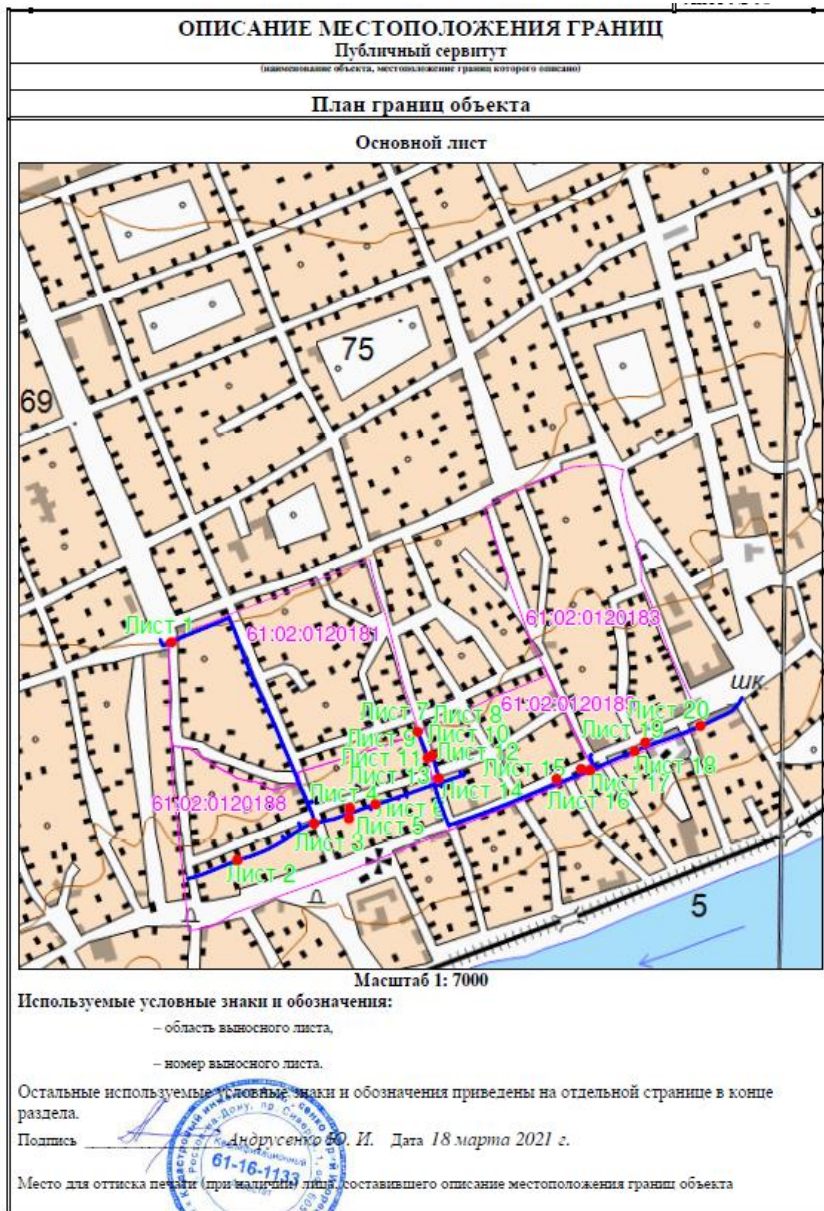 ОПИСАНИЕ МЕСТОПОЛОЖЕНИЯ ГРАНИЦ
Публичный сервитут
(наименование объекта, местоположение границ которого описано)
План границ объекта
Основной лист
75
69
Лист 1
61:02:0120181
61:02:0120183
шк.
Лист 7
Лист 8
61:02:0120189
Лист 20
Лист 9
Лист 10
Лист 19
Лист 11
Лист 12
Лист 18
Лист 13
Лист 15
Лист 17
61:02:0120188
Лист 4
Лист 14
Лист 16
Лист 6
Лист 5
Лист 3
Лист 2
5
Масштаб 1: 7000
Используемые условные знаки и обозначения:
– область выносного листа,
– номер выносного листа.
Остальные используемые условные знаки и обозначения приведены на отдельной странице в конце
раздела.
Подпись Андрусенко Ю. И. Дата 18 марта 2021 г.
61-16-1133
Место для оттиска печати (при наличии) лица, составившего описание местоположения границ объекта